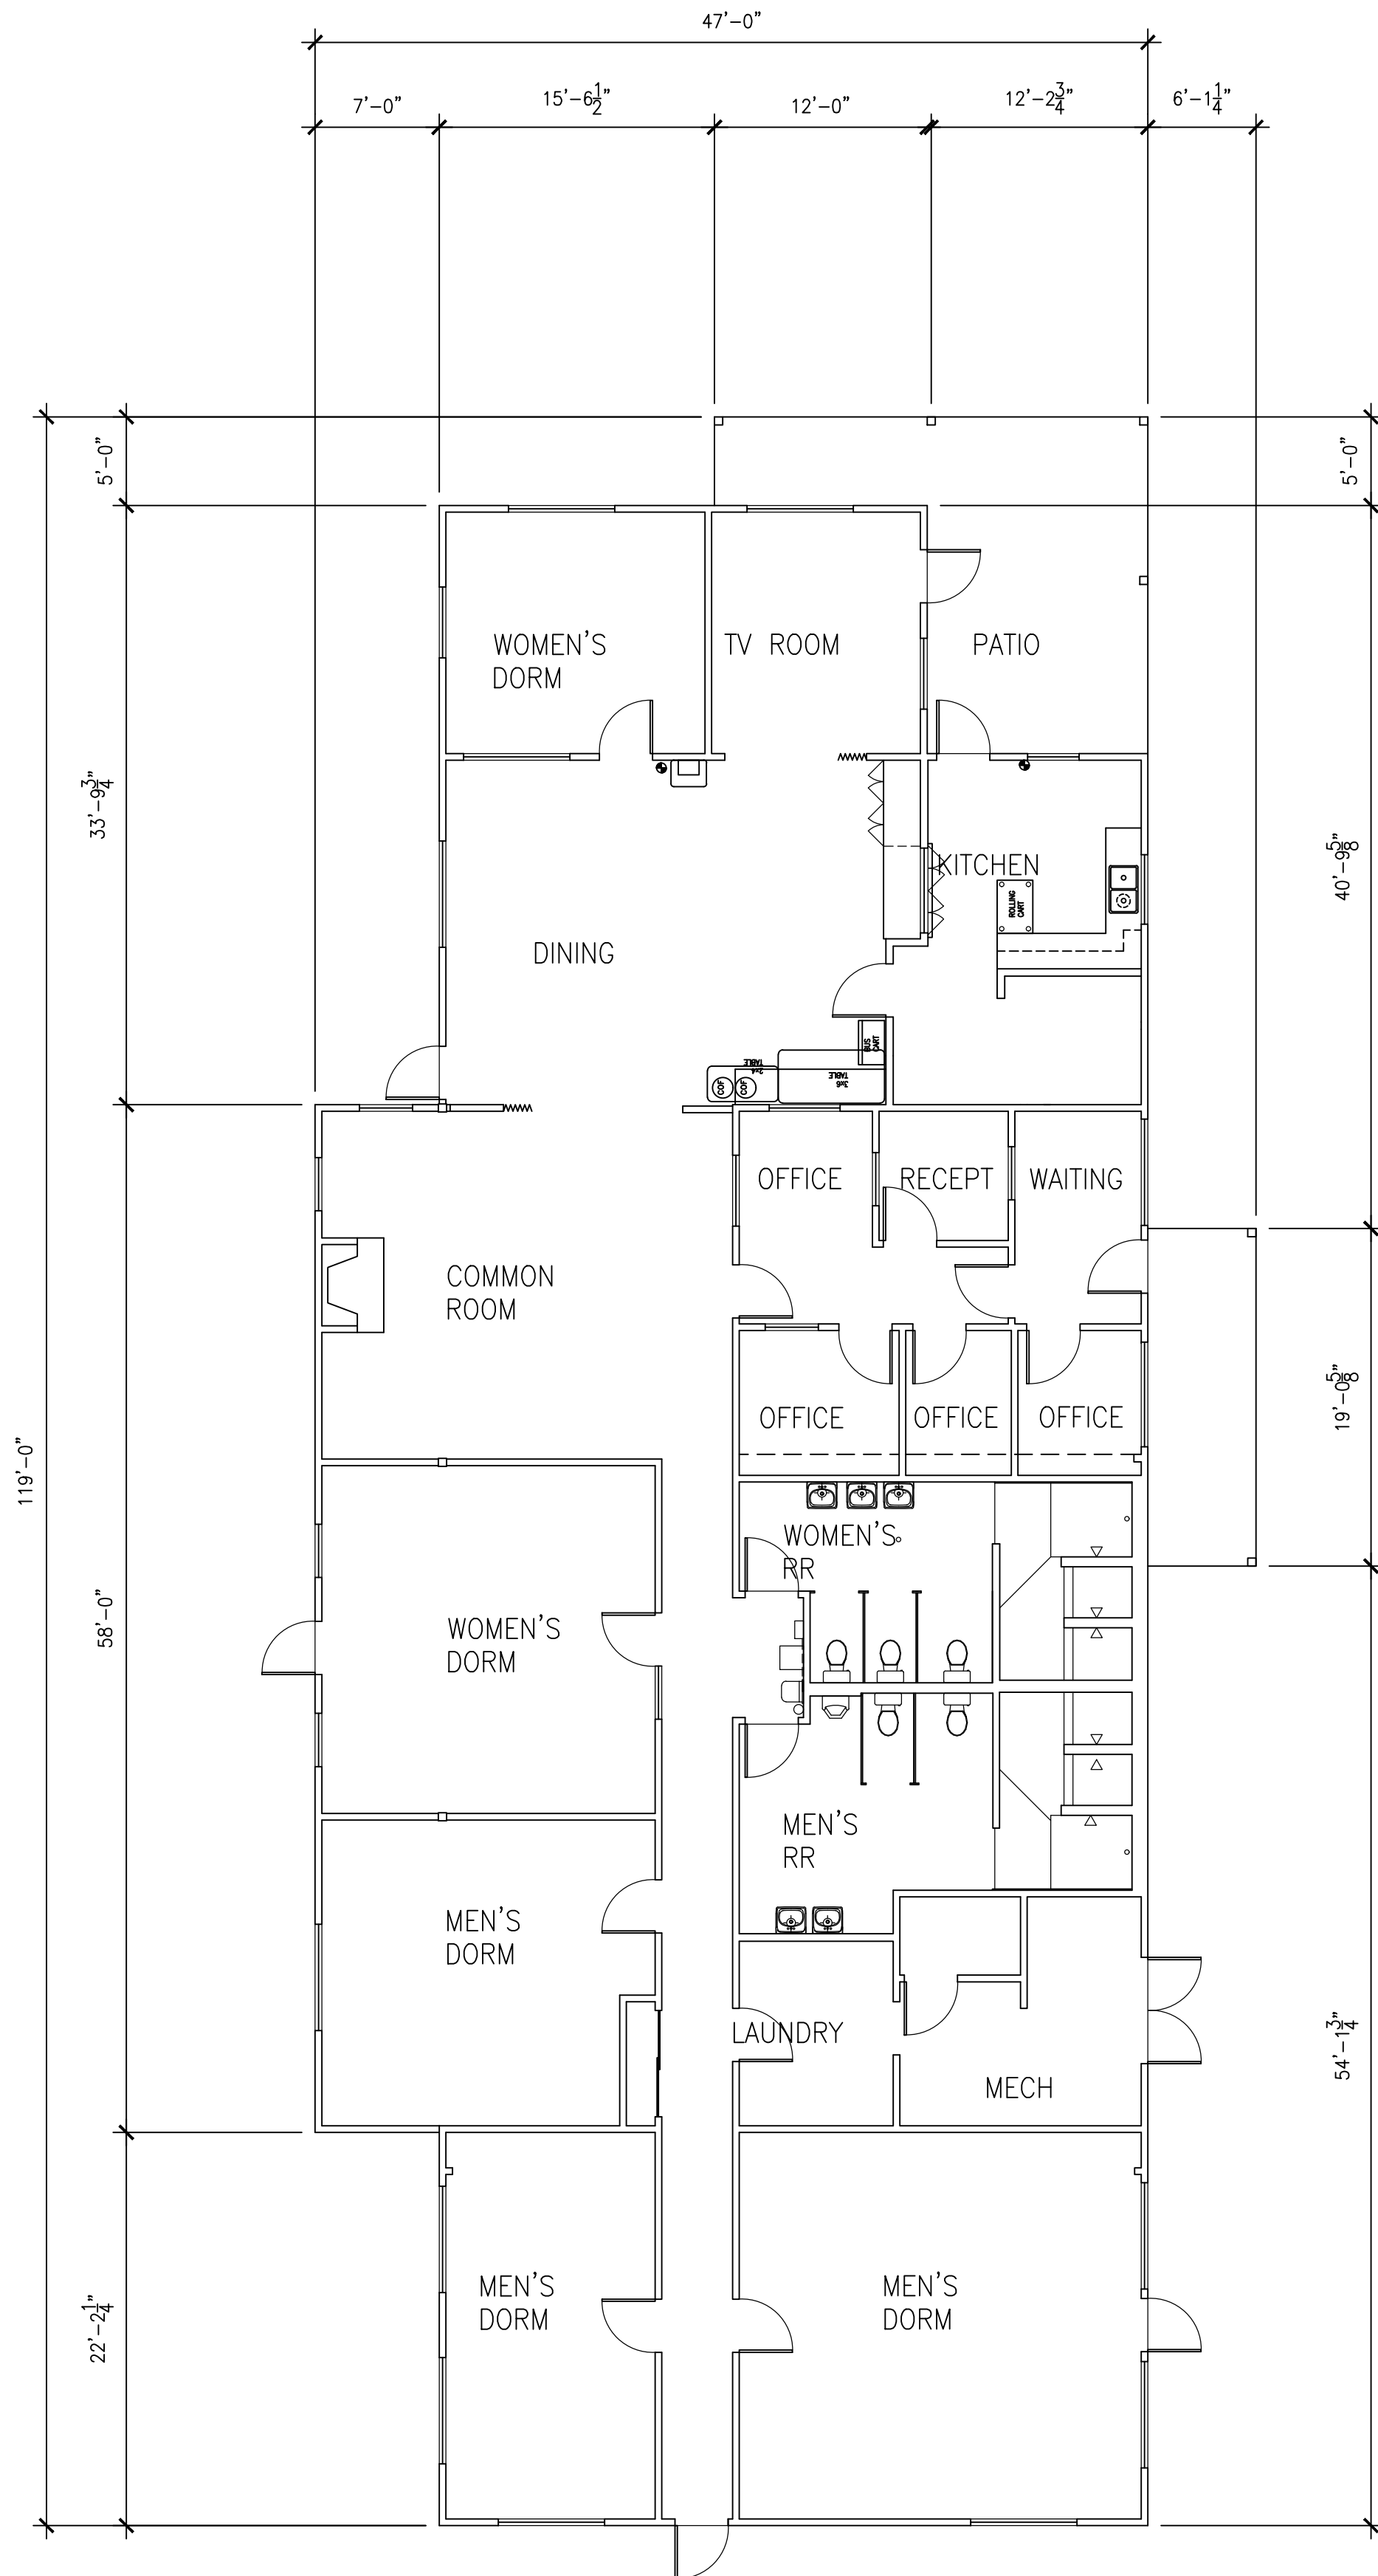 47'-0"
7'-0"
15'-6 1/2"
12'-0"
12'-2 3/4"
6'-1 1/4"
5'-0"
5'-0"
WOMEN'S
DORM
TV ROOM
PATIO
33'-9 3/4"
40'-9 5/8"
KITCHEN
ROLLING
CART
DINING
BUS
CART
2x4
TABLE
3x6
TABLE
COF
COF
OFFICE
RECEPT
WAITING
COMMON
ROOM
19'-0 5/8"
OFFICE
OFFICE
OFFICE
119'-0"
WOMEN'S
RR
58'-0"
WOMEN'S
DORM
MEN'S
RR
MEN'S
DORM
LAUNDRY
MECH
54'-1 3/4"
22'-2 1/4"
MEN'S
DORM
MEN'S
DORM